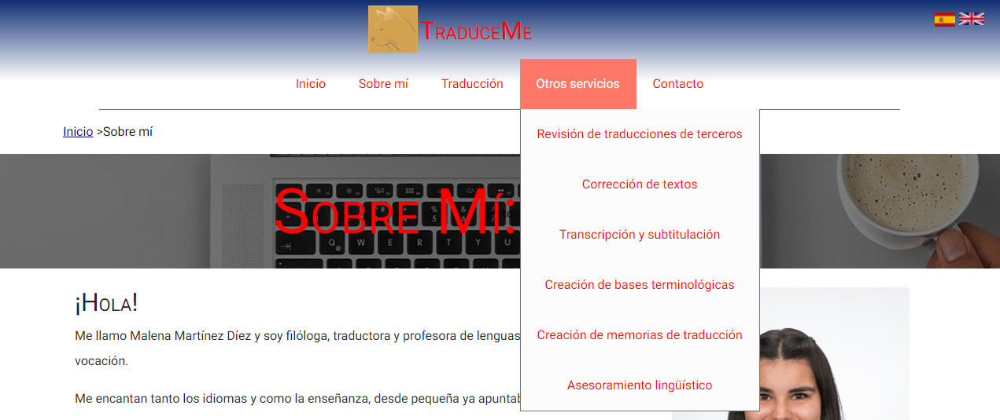 TradúceMe
Inicio Sobre mí Traducción Otros servicios Contacto
Inicio >Sobre mí
Revisión de traducciones de terceros
Corrección de textos
Transcripción y subtitulación
Creación de bases terminológicas
Creación de memorias de traducción
Asesoramiento lingüístico
Sobre Mí:
¡Hola!
Me llamo Malena Martínez Díez y soy filóloga, traductora y profesora de lenguas
vocación.
Me encantan tanto los idiomas y como la enseñanza, desde pequeña ya